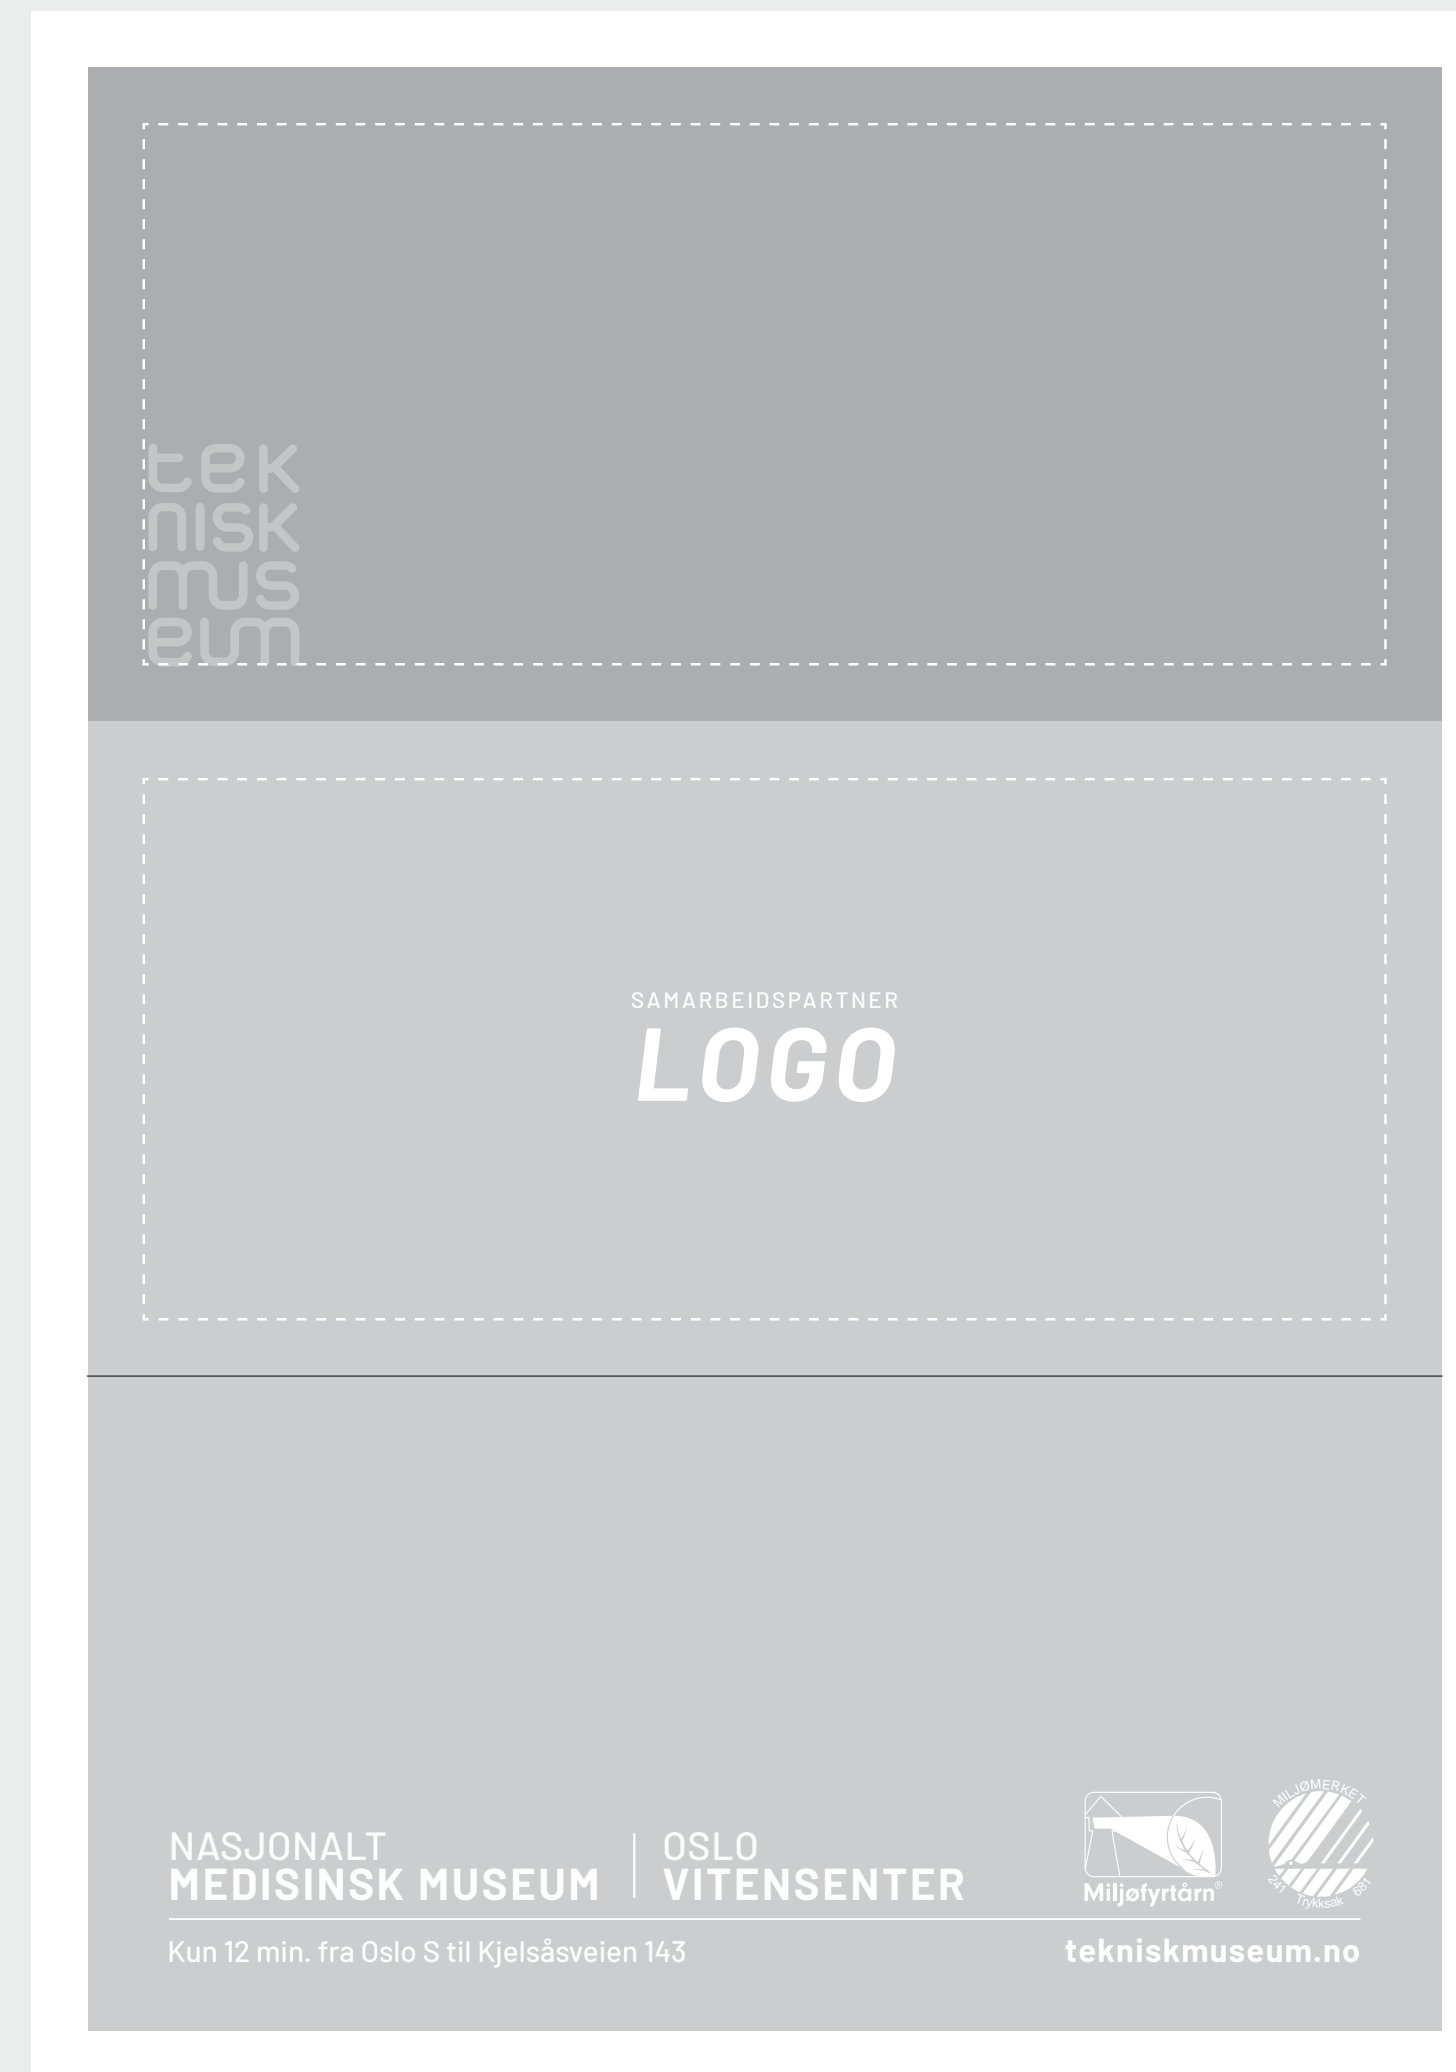 tek
nisk
mus
eum
SAMARBEIDSPARTNER
LOGO
NASJONALT
MEDISINSK MUSEUM
OSLO
VITENSENTER
Miljøfyrtårn®
MILJØMERKET
241 Trykksak 681
Kun 12 min. fra Oslo S til Kjelsåsveien 143
tekniskmuseum.no